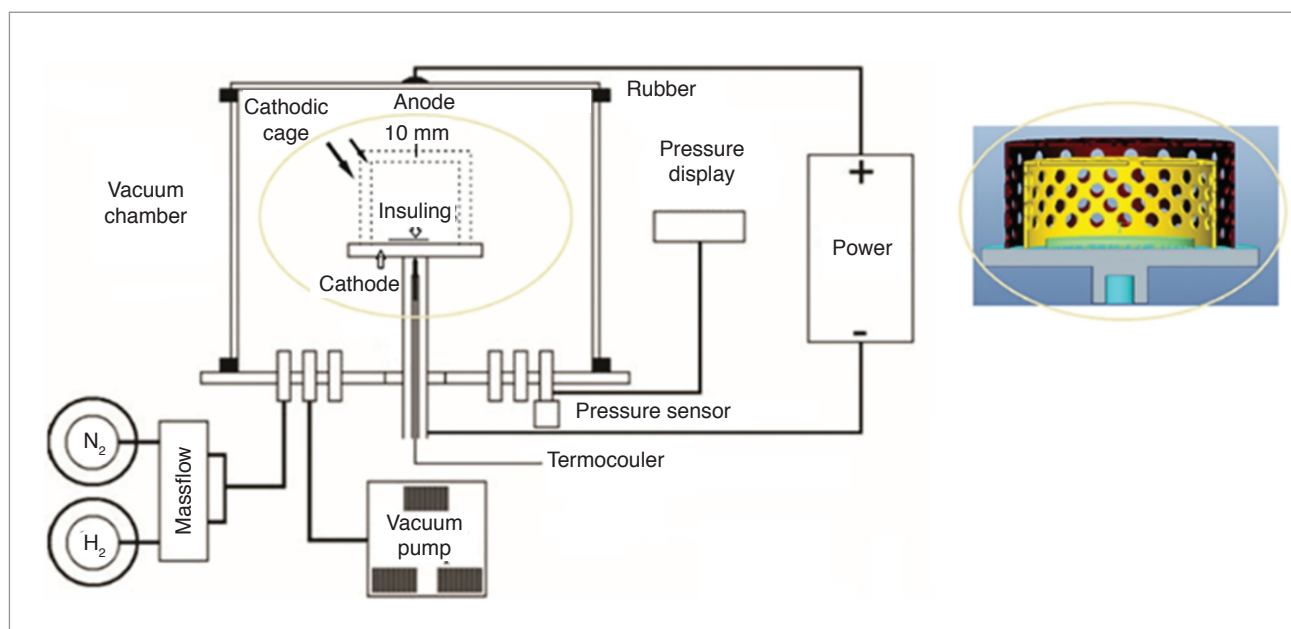 Rubber
Anode
Cathodic
cage
10 mm
Pressure
display
Vacuum
chamber
Insuling
+
Power
Cathode
-
Pressure sensor
N₂
Massflow
Termocouler
H₂
Vacuum
pump